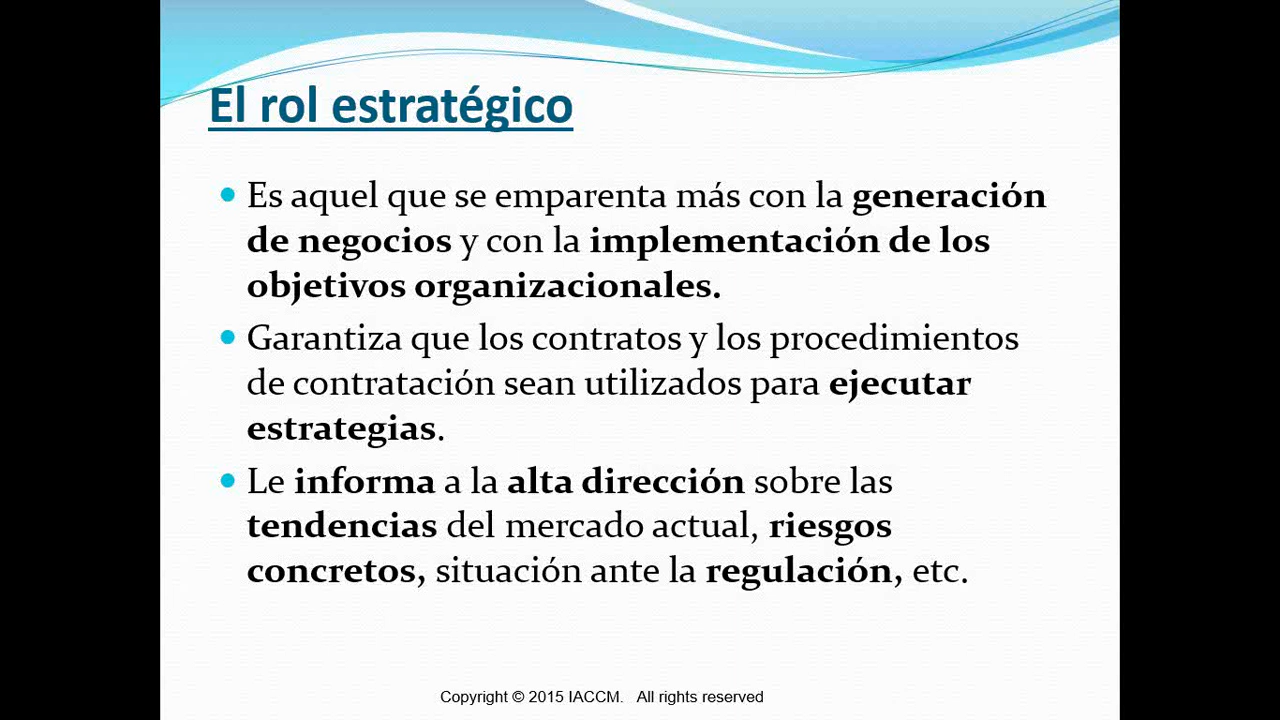 El rol estratégico
Es aquel que se emparenta más con la generación
de negocios y con la implementación de los
objetivos organizacionales.
Garantiza que los contratos y los procedimientos
de contratación sean utilizados para ejecutar
estrategias.
Le informa a la alta dirección sobre las
tendencias del mercado actual, riesgos
concretos, situación ante la regulación, etc.
Copyright © 2015 IACCM. All rights reserved